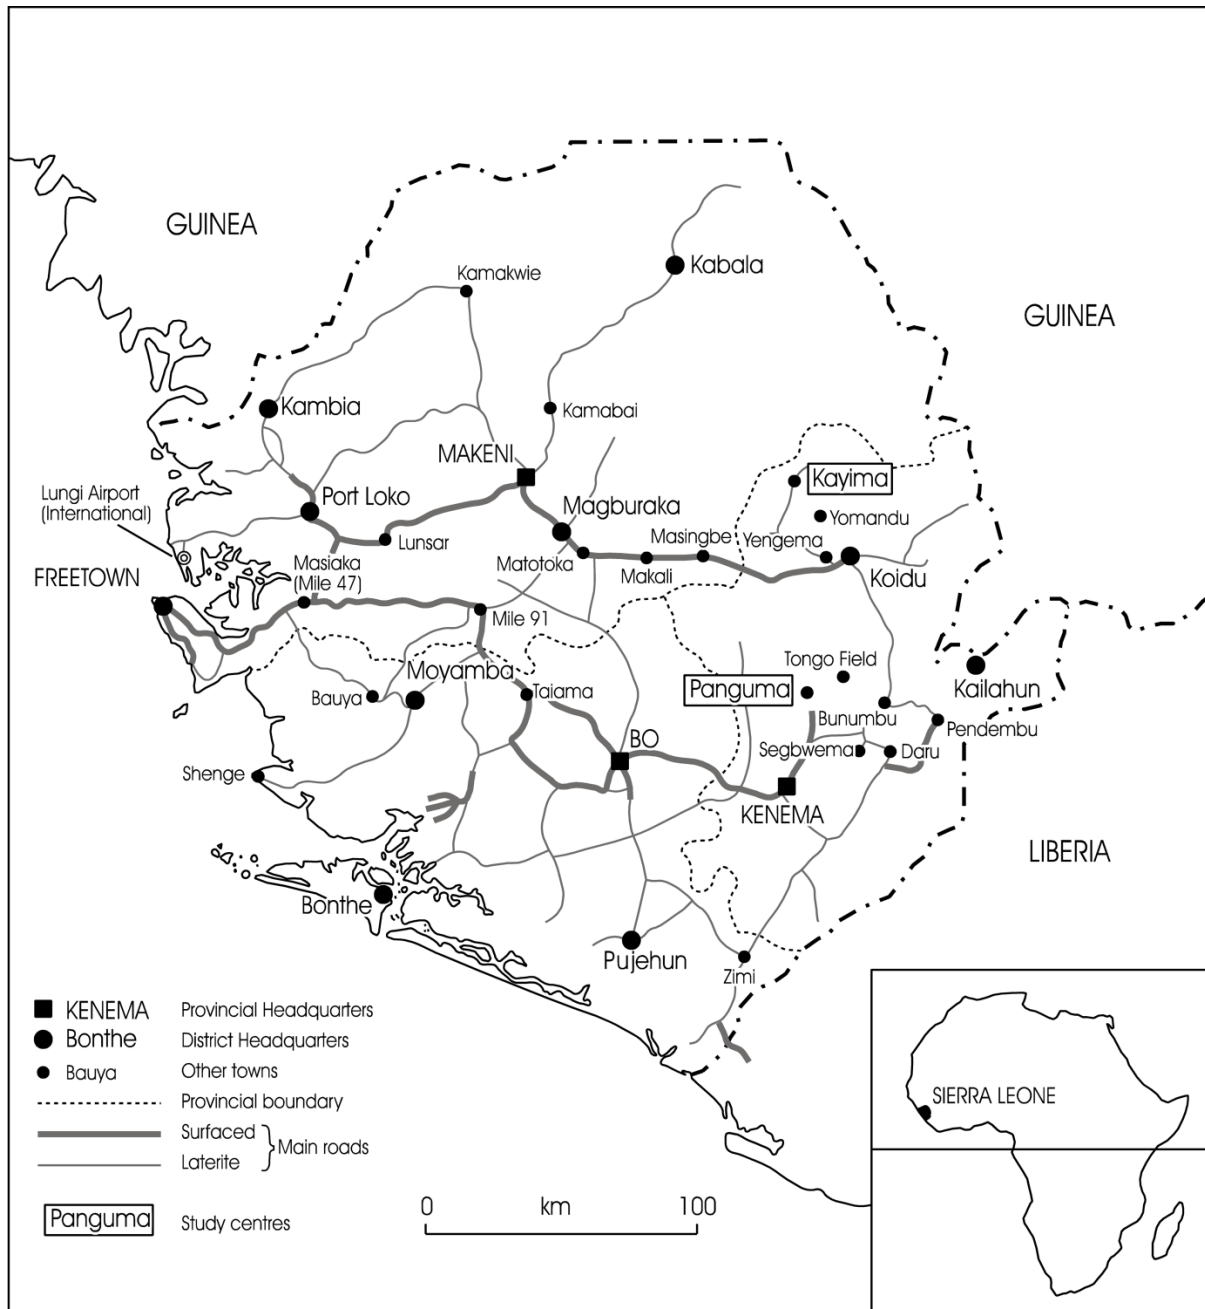 GUINEA
Kabala
Kamakwie
GUINEA
Kambia
Kamabai
MAKENI
Kayima
Lungi Airport
(International)
Port Loko
Magburaka
Yomandu
Lunsar
Masingbe
Yengema
Masiaka
(Mile 47)
Matotoka
Makali
Koidu
FREETOWN
Mile 91
Moyamba
Tongo Field
Kailahun
Bauya
Taiama
Panguma
Bunumbu
Pendembu
BO
Segbwema
Daru
Shenge
KENEMA
LIBERIA
Bonthe
Pujehun
Zimi
KENEMA Provincial Headquarters
Bonthe District Headquarters
Bauya Other towns
Provincial boundary
Surfaced
Main roads
Laterite
Panguma Study centres
0 km 100
SIERRA LEONE